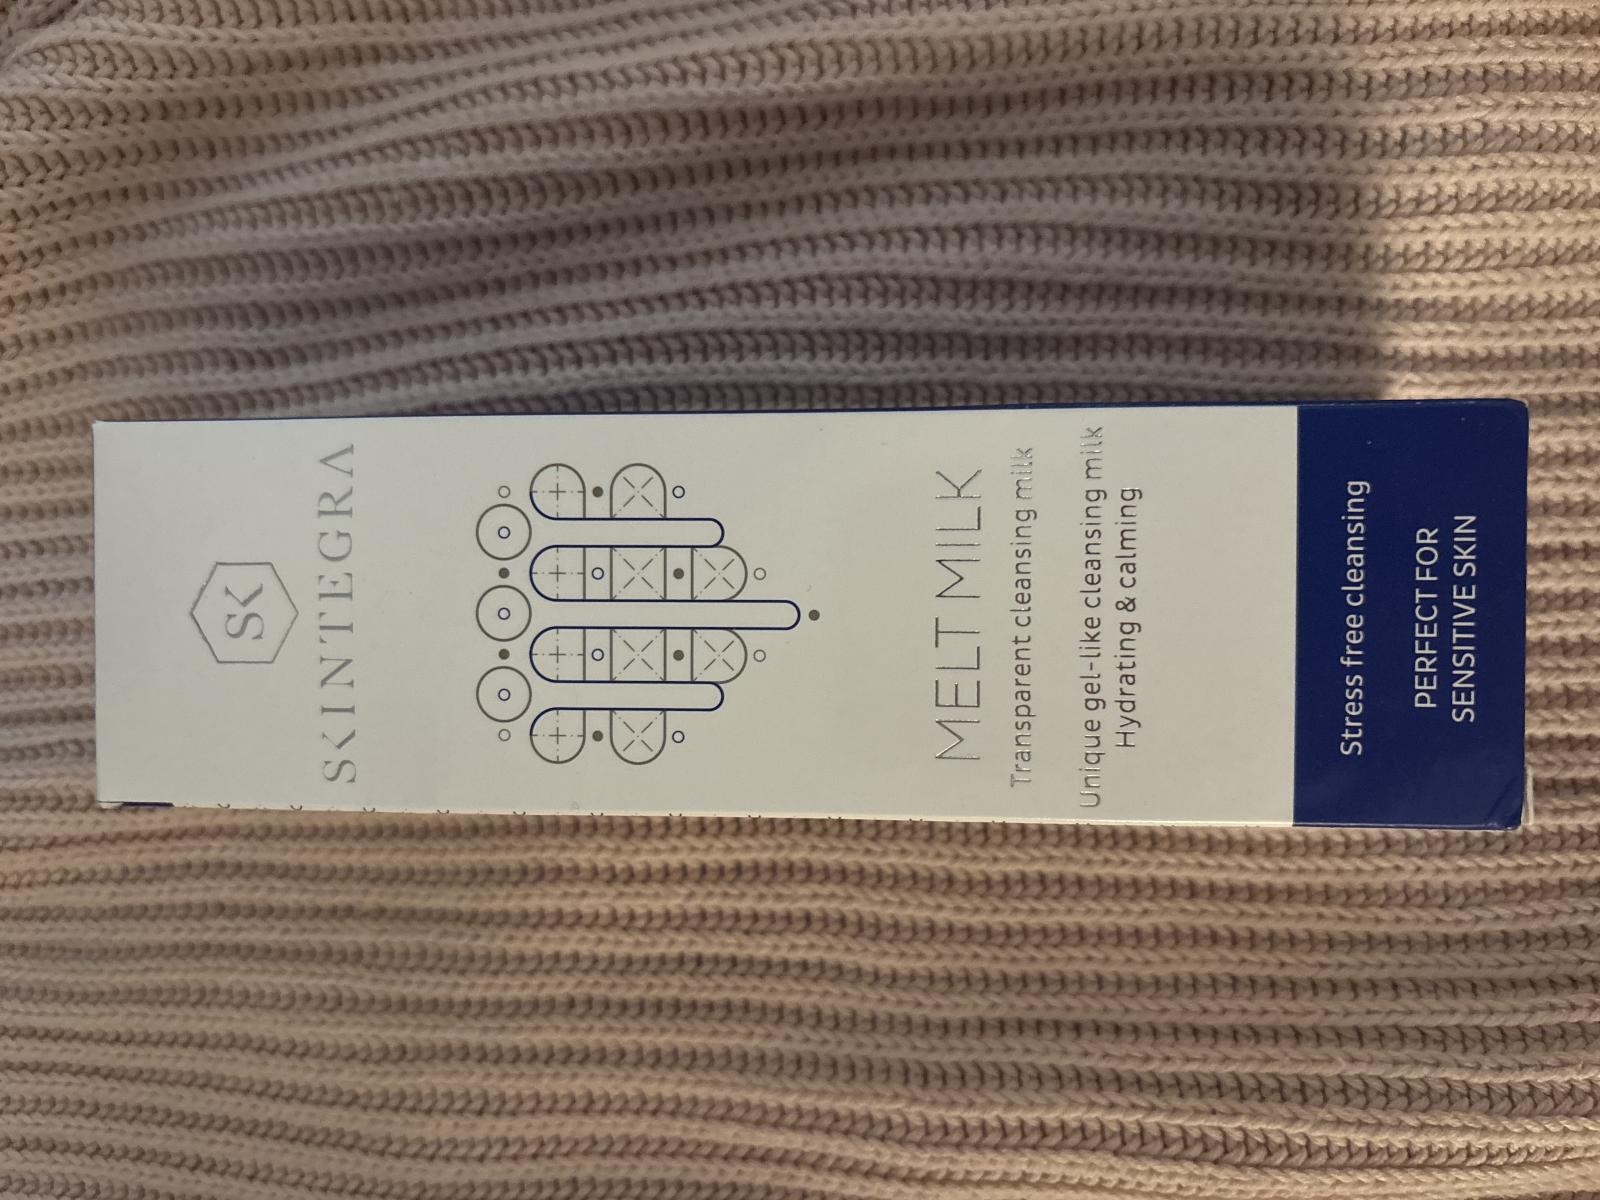 SK
SKINTEGRA
MELT MILK
Transparent cleansing milk
Unique gel-like cleansing milk
Hydrating & calming
Stress free cleansing
PERFECT FOR
SENSITIVE SKIN